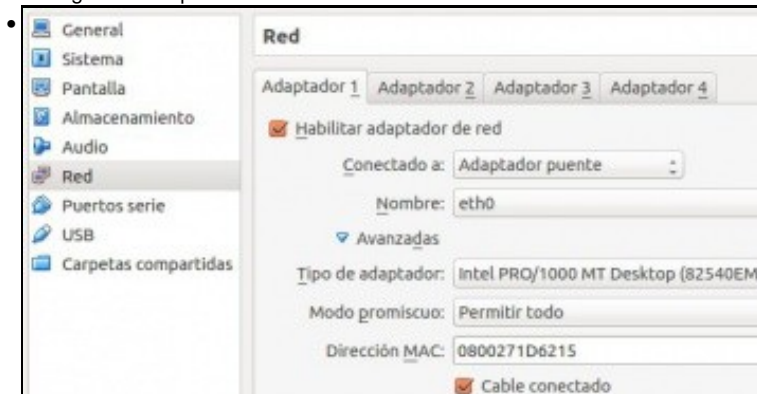 General
Sistema
Pantalla
Almacenamiento
Audio
Red
Puertos serie
USB
Carpetas compartidas
Red
Adaptador 1 Adaptador 2 Adaptador 3 Adaptador 4
Habilitar adaptador de red
Conectado a: Adaptador puente
Nombre: eth0
Avanzadas
Tipo de adaptador: Intel PRO/1000 MT Desktop (82540EM
Modo promiscuo: Permitir todo
Dirección MAC: 0800271D6215
Cable conectado